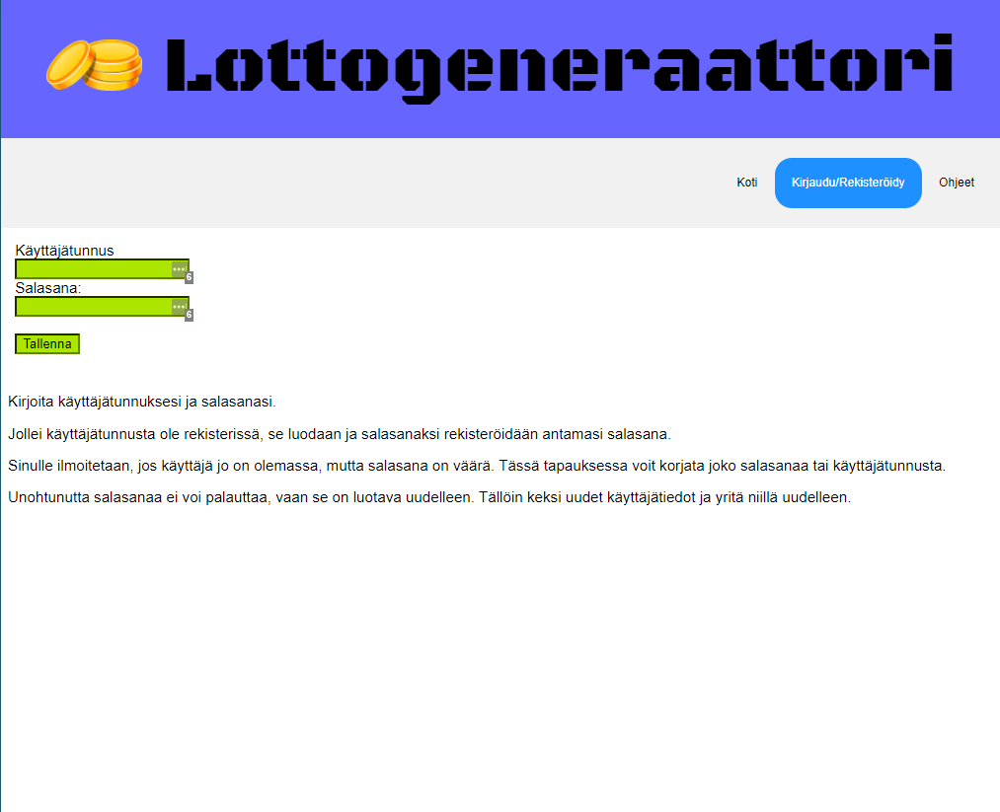 Lottogeneraattori
Koti Kirjaudu/Rekisteröidy Ohjeet
Käyttäjätunnus
6
Salasana:
6
Tallenna
Kirjoita käyttäjätunnuksesi ja salasanasi.
Jollei käyttäjätunnusta ole rekisterissä, se luodaan ja salasanaksi rekisteröidään antamasi salasana.
Sinulle ilmoitetaan, jos käyttäjä jo on olemassa, mutta salasana on väärä. Tässä tapauksessa voit korjata joko salasanaa tai käyttäjätunnusta.
Unohtunutta salasanaa ei voi palauttaa, vaan se on luotava uudelleen. Tällöin keksi uudet käyttäjätiedot ja yritä niillä uudelleen.